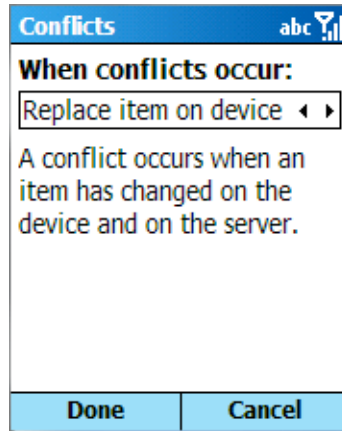 Conflicts abc
When conflicts occur:
Replace item on device
A conflict occurs when an
item has changed on the
device and on the server.
Done Cancel